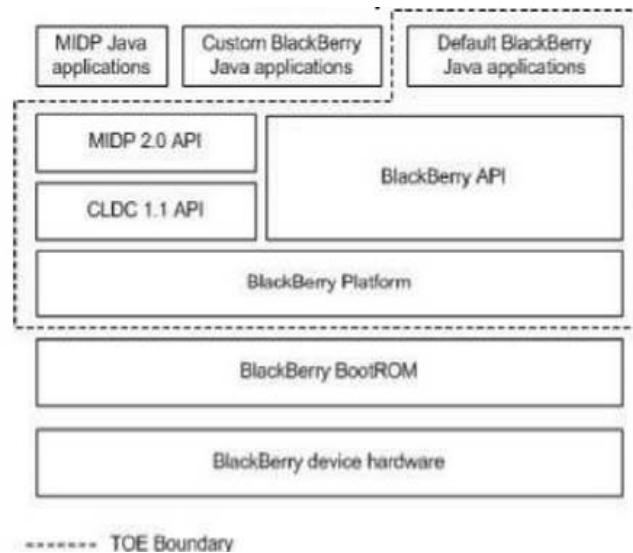 MIDP Java
applications
Custom BlackBerry
Java applications
Default BlackBerry
Java applications
MIDP 2.0 API
BlackBerry API
CLDC 1.1 API
BlackBerry Platform
BlackBerry BootROM
BlackBerry device hardware
TOE Boundary